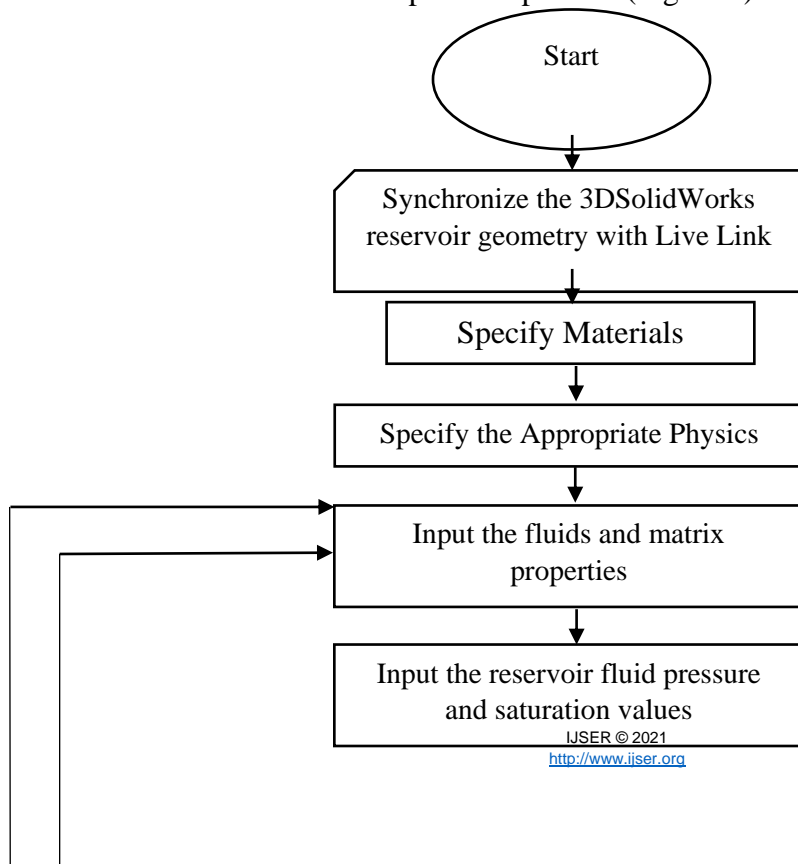 Start
Synchronize the 3DSolidWorks
reservoir geometry with Live Link
Specify Materials
Specify the Appropriate Physics
Input the fluids and matrix
properties
Input the reservoir fluid pressure
and saturation values
IJSER © 2021
http://www.ijser.org